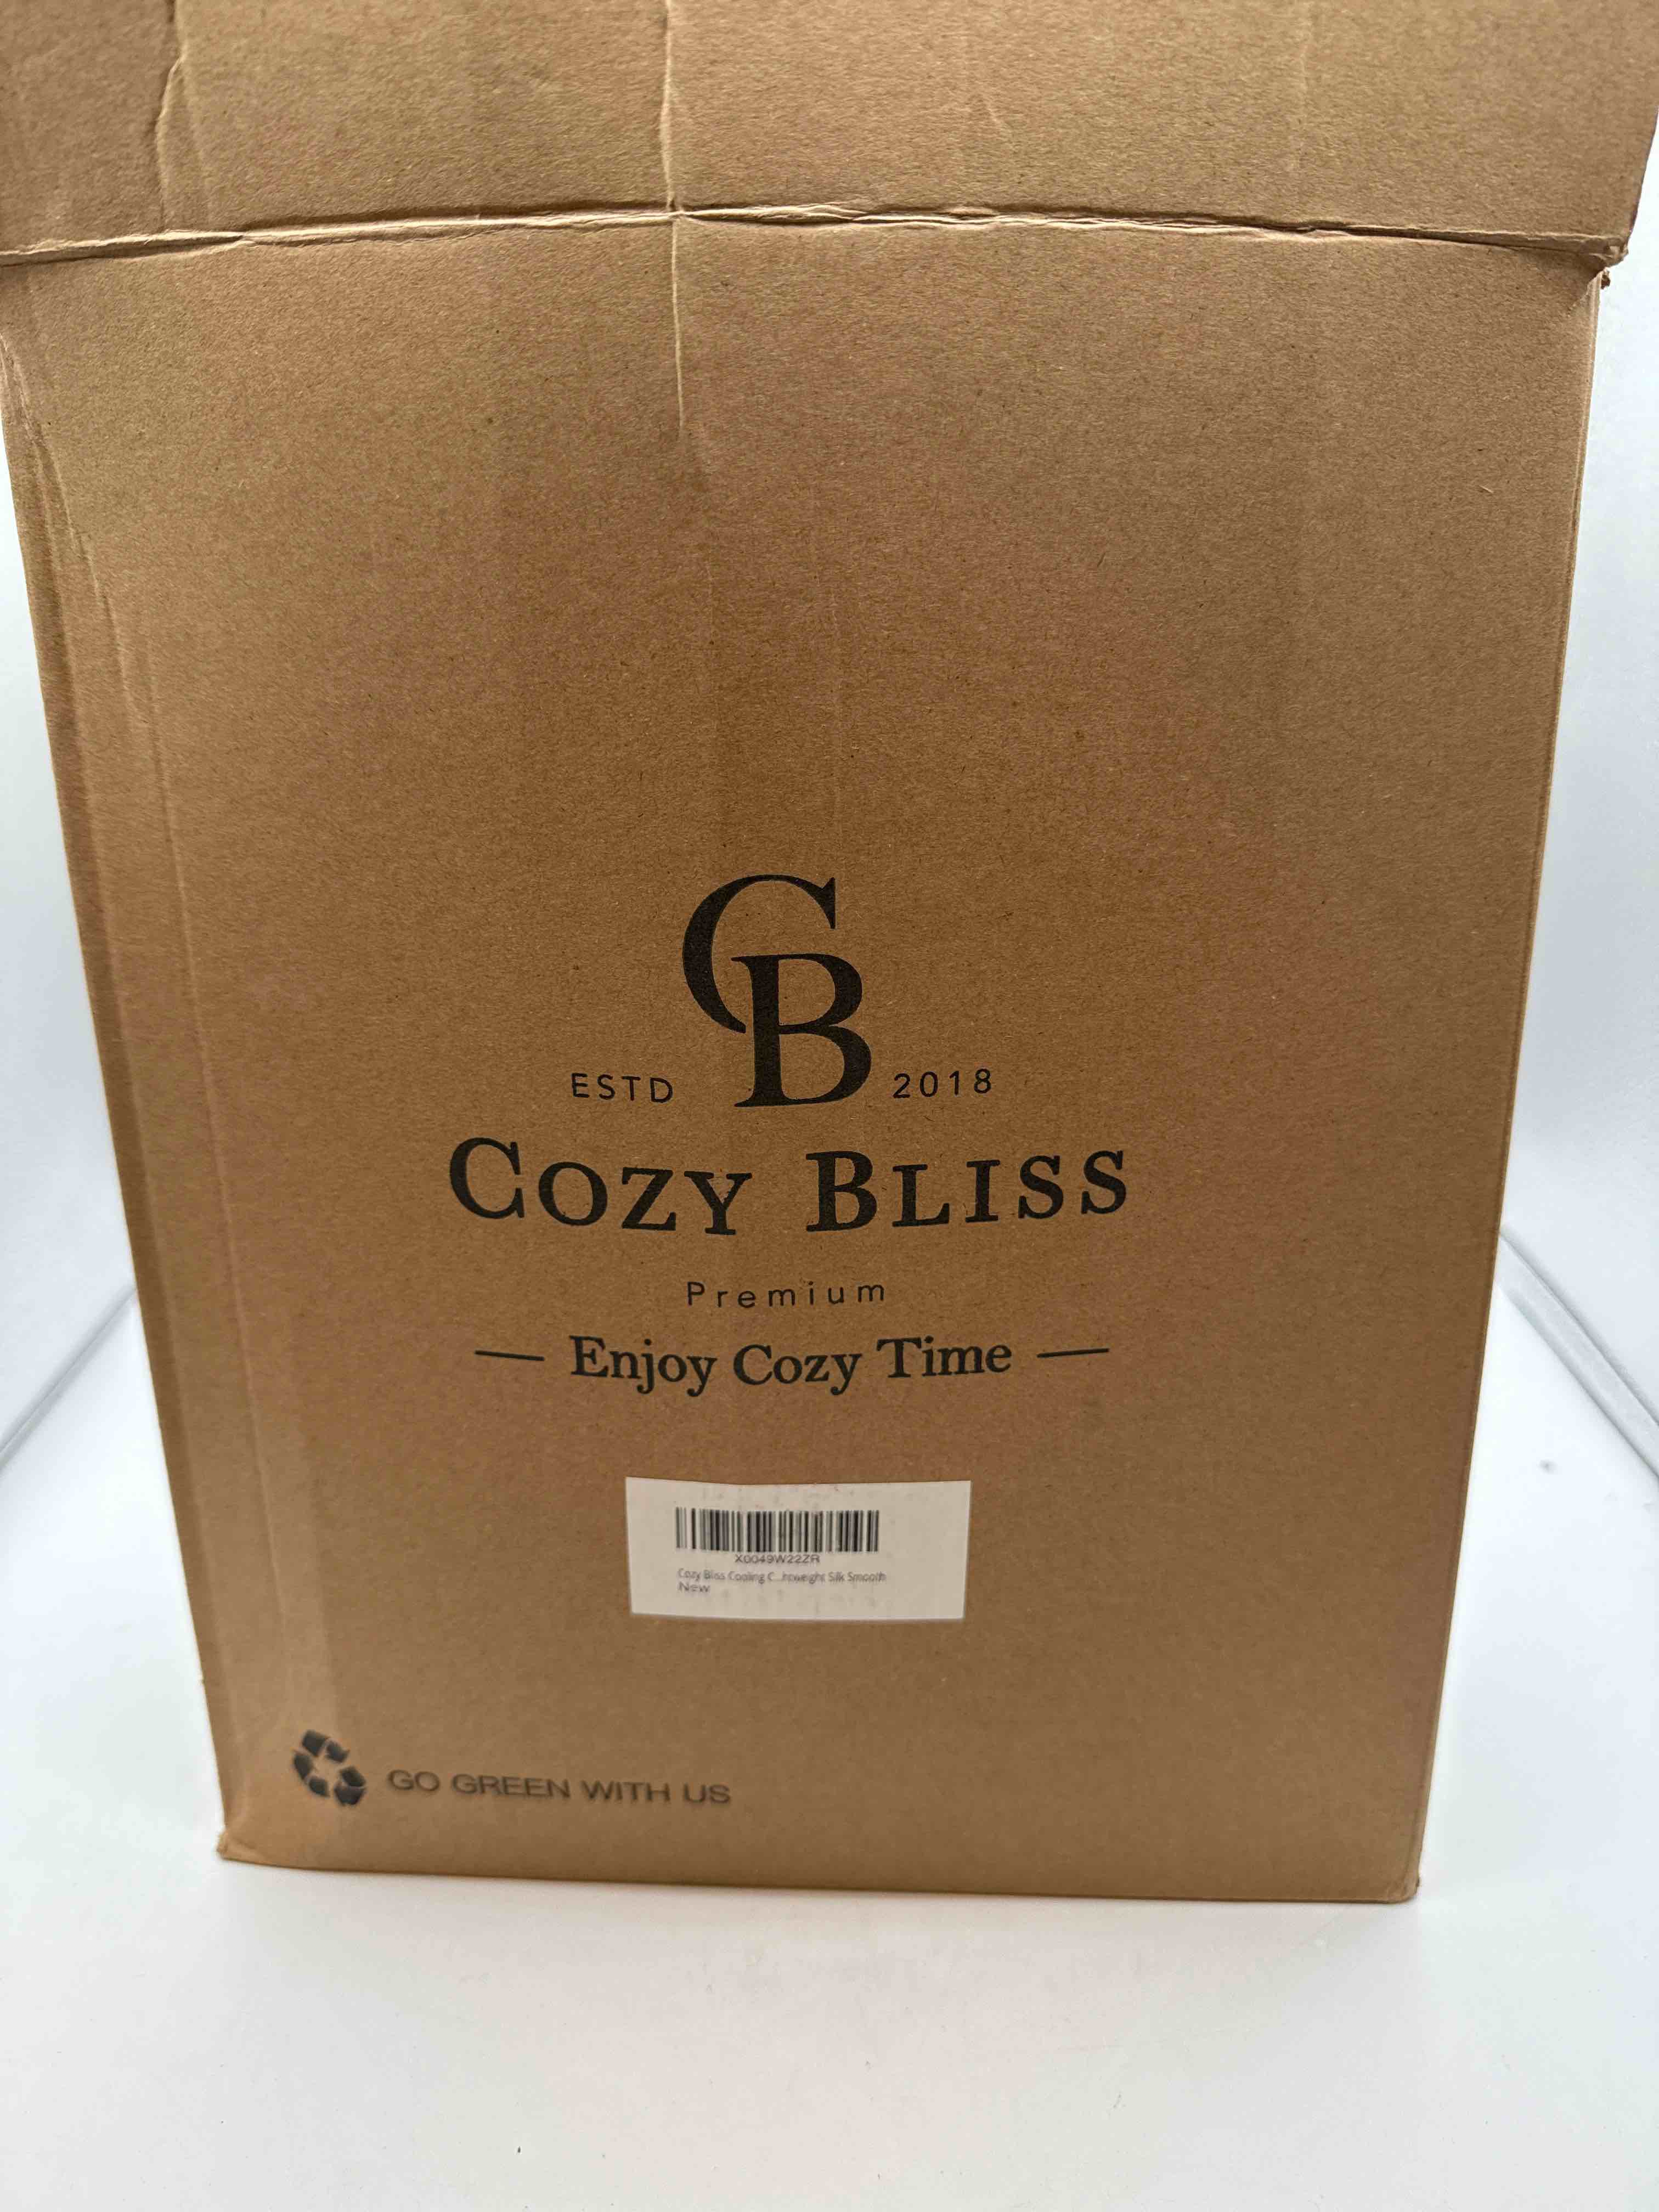 CB
ESTD 2018
COZY BLISS
Premium
— Enjoy Cozy Time —
X0049W22ZR
Cozy Bliss Cooling C...htweight Silk Smooth
New
GO GREEN WITH US